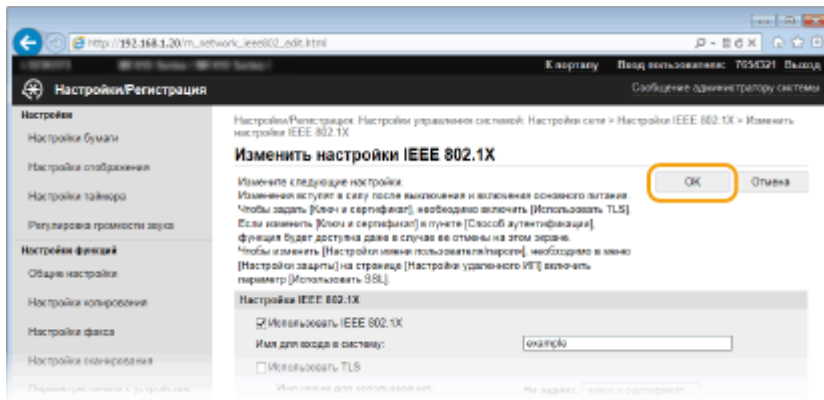 http://192.168.1.20/m_network_ieee802_edit.html
К порталу Вход пользователем: 7654321 Выход
Настройки/Регистрация
Сообщение администратору системы
Настройки
Настройки бумаги
Настройки отображения
Настройки таймера
Регулировка громкости звука
Настройки функций
Общие настройки
Настройки копирования
Настройки факса
Настройки сканирования
Настройки/Регистрация: Настройки управления системой: Настройки сети > Настройки IEEE 802.1X > Изменить
настройки IEEE 802.1X
Изменить настройки IEEE 802.1X
OK Отмена
Измените следующие настройки.
Изменения вступят в силу после выключения и включения основного питания.
Чтобы задать [Ключ и сертификат], необходимо включить [Использовать TLS].
Если изменить [Ключ и сертификат] в пункте [Способ аутентификации],
функция будет доступна даже в случае ее отмены на этом экране.
Чтобы изменить [Настройки имени пользователя/пароля], необходимо в меню
[Настройки защиты] на странице [Настройки удаленного ИП] включить
параметр [Использовать SSL].
Настройки IEEE 802.1X
Использовать IEEE 802.1X
Имя для входа в систему: example
Использовать TLS